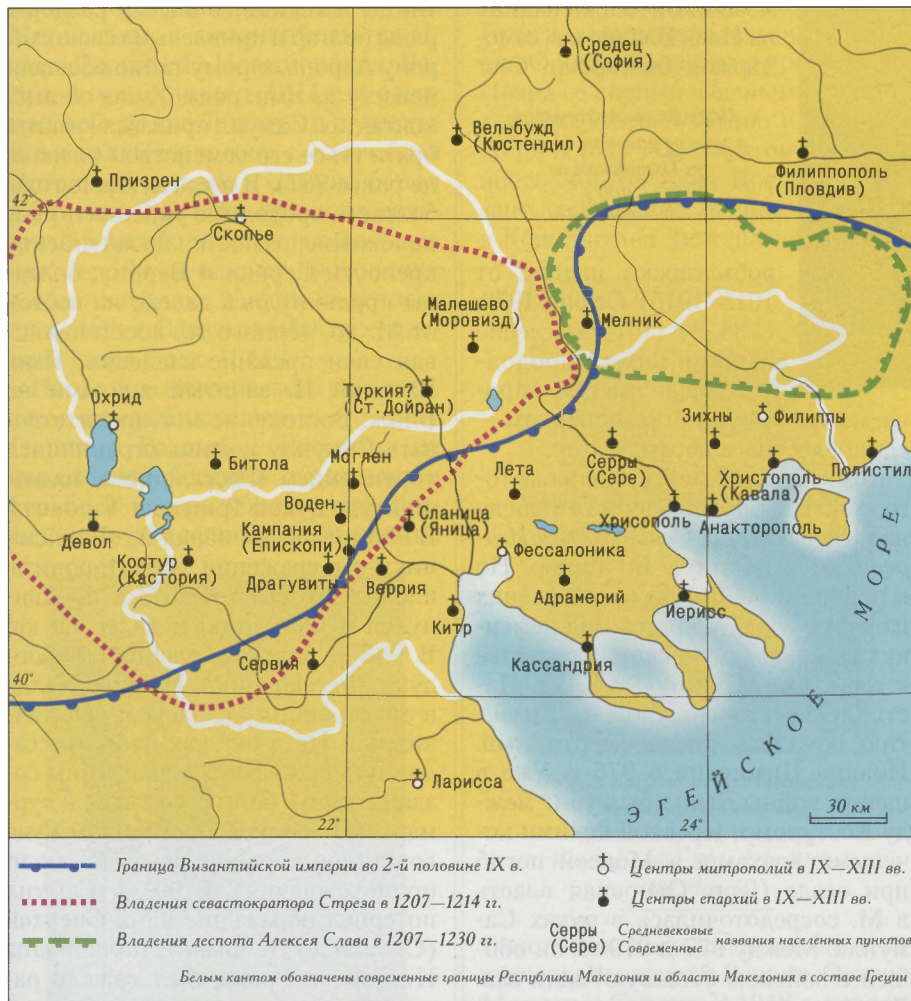 Средец
(София)
Вельбужд
(Кюстендил)
Филиппополь
(Пловдив)
Призрен
42
Скопье
Малешево
(Моровизд)
Мелник
Охрид
Туркия?
(Ст. Дойран)
Зихны
Филиппы
Битола
Моглен
Лета
Серры
(Сере)
Христополь
(Кавала)
Полистил
Девол
Воден
Сланица
(Яница)
Хрисополь
Анакторополь
Кампания
(Епископи)
Костур
(Кастория)
Драгувиты
Веррия
Фессалоника
Адрамерий
Иерисс
Китр
Сервия
Кассандрия
40
Ларисса
ЭГЕЙСКОЕ МОРЕ
22°
24°
30 км
Граница Византийской империи во 2-й половине IX в.
Владения севастократора Стреза в 1207—1214 гг.
Владения деспота Алексея Слава в 1207—1230 гг.
Центры митрополий в IX—XIII вв.
Центры епархий в IX—XIII вв.
Серры Средневековые
(Сере) Современные названия населённых пунктов
Белым кантом обозначены современные границы Республики Македония и области Македония в составе Греции